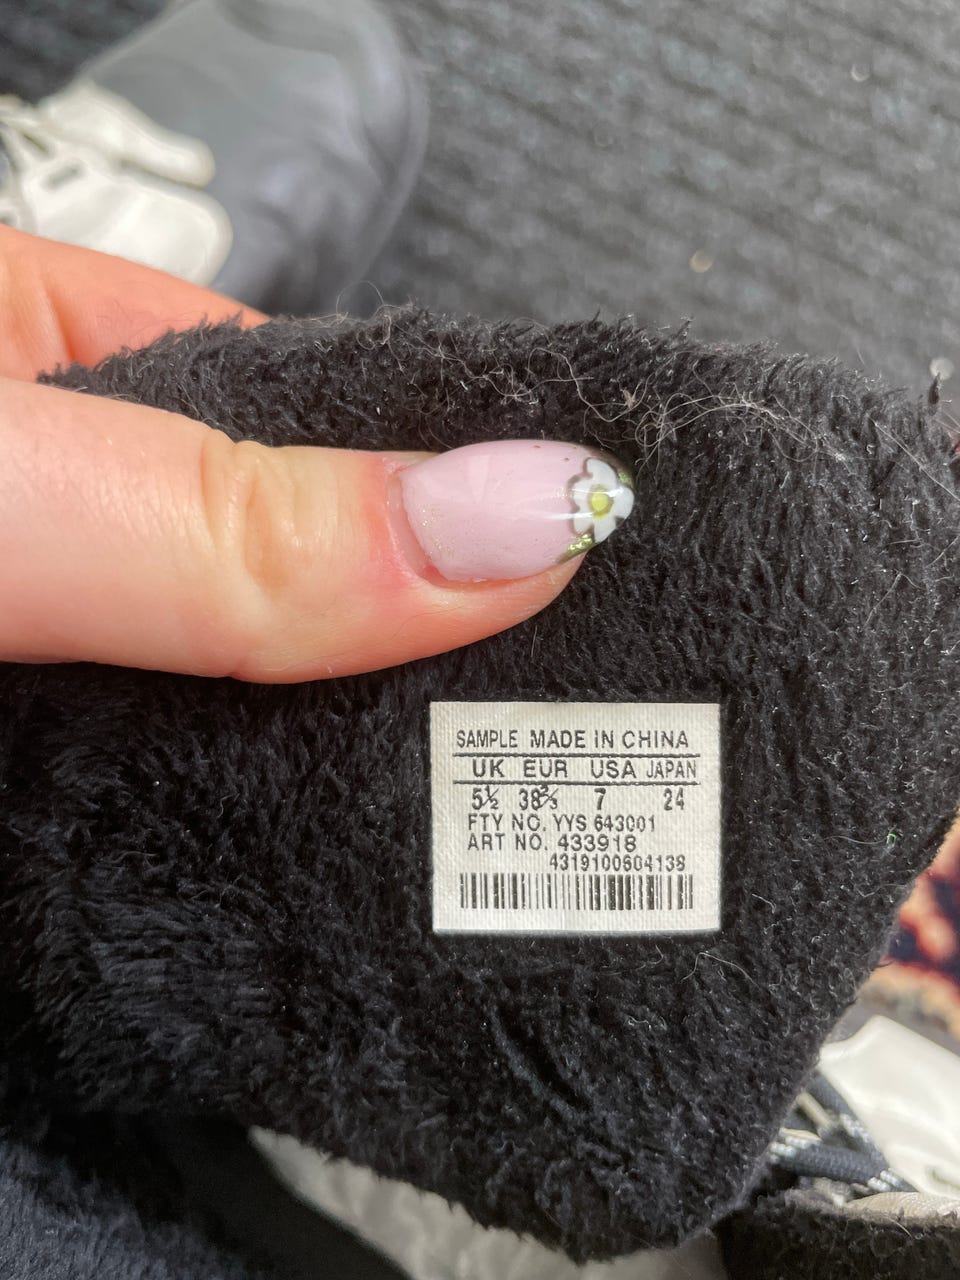 SAMPLE MADE IN CHINA
UK EUR USA JAPAN
5½ 38⅔ 7 24
FTY NO. YYS 643001
ART NO. 433918
4319100604138